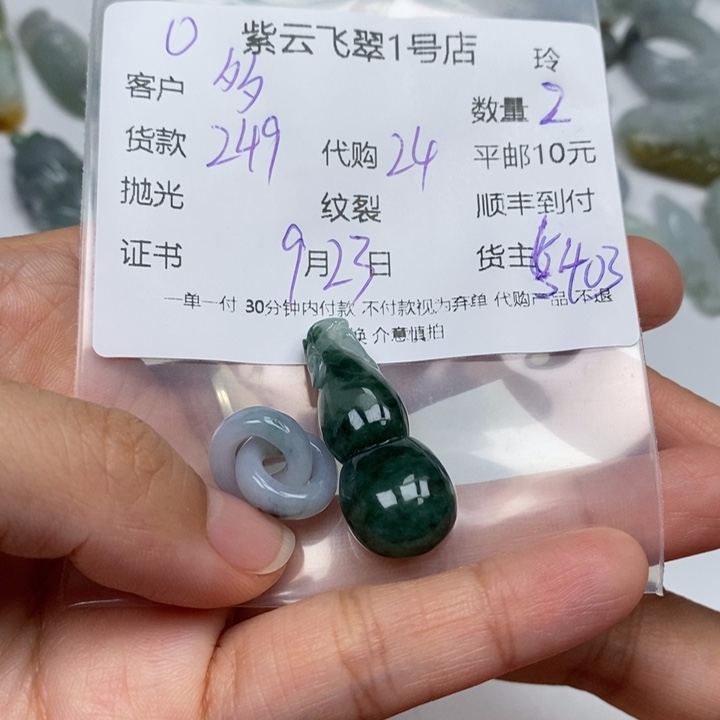 0 紫云飞翠1号店 玲
客户 多 数量 2
货款 249 代购 24 平邮10元
抛光 纹裂 顺丰到付
证书 9月23日 货主 5403
一单一付 30分钟内付款 不付款视为弃单 代购产品 不退
换 介意慎拍